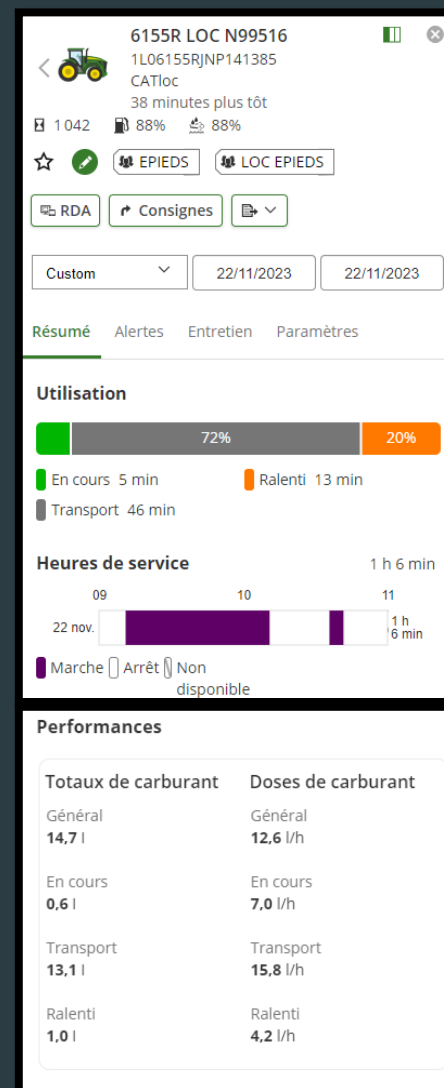 6155R LOC N99516
1L06155RJNP141385
CATloc
38 minutes plus tôt
1 042 88% 88%
EPIEDS LOC EPIEDS
RDA Consignes
Custom 22/11/2023 22/11/2023
Résumé Alertes Entretien Paramètres
Utilisation
72% 20%
En cours 5 min Ralenti 13 min
Transport 46 min
Heures de service 1 h 6 min
09 10 11
22 nov. 1 h
6 min
Marche Arrêt Non
disponible
Performances
Totaux de carburant Doses de carburant
Général Général
14,7 l 12,6 l/h
En cours En cours
0,6 l 7,0 l/h
Transport Transport
13,1 l 15,8 l/h
Ralenti Ralenti
1,0 l 4,2 l/h